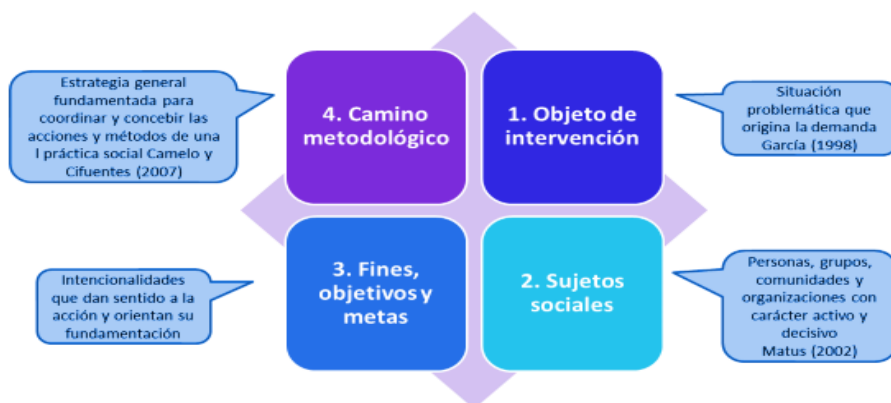 Estrategia general
fundamentada para
coordinar y concebir las
acciones y métodos de una
l práctica social Camelo y
Cifuentes (2007)
4. Camino
metodológico
1. Objeto de
intervención
Situación
problemática que
origina la demanda
García (1998)
Intencionalidades
que dan sentido a la
acción y orientan su
fundamentación
3. Fines,
objetivos y
metas
2. Sujetos
sociales
Personas, grupos,
comunidades y
organizaciones con
carácter activo y
decisivo
Matus (2002)